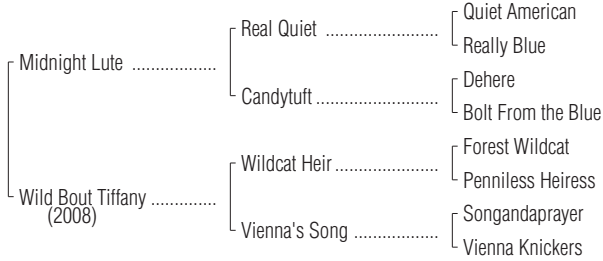 Quiet American
Real Quiet ....................
Really Blue
Midnight Lute ..................
Dehere
Candytuft ......................
Bolt From the Blue
Forest Wildcat
Wildcat Heir ...................
Penniless Heiress
Wild Bout Tiffany ..............
(2008)
Songandaprayer
Vienna's Song ..................
Vienna Knickers